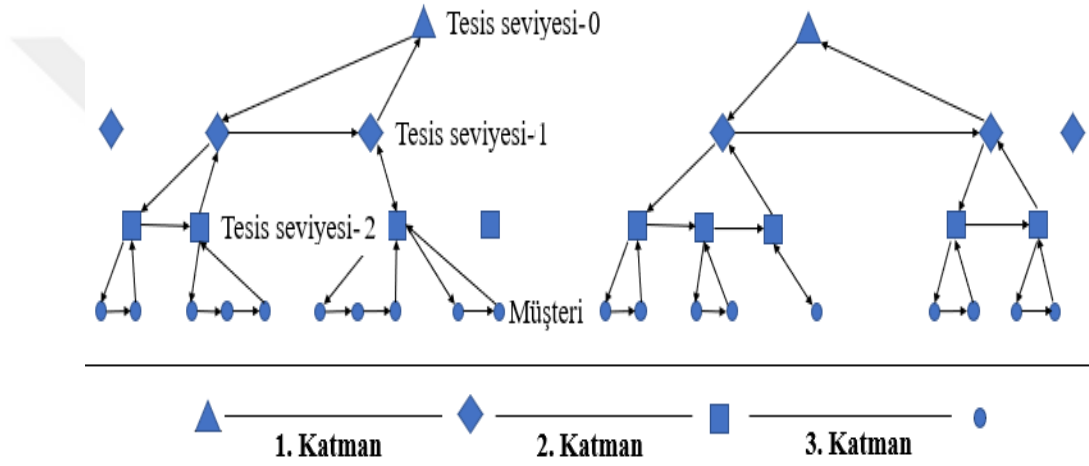 Tesis seviyesi-0
Tesis seviyesi-1
Tesis seviyesi-2
Müşteri
1. Katman
2. Katman
3. Katman